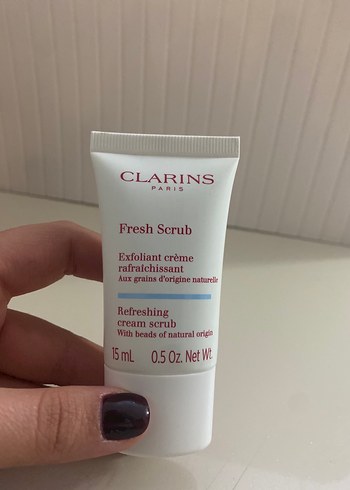 CLARINS
PARIS
Fresh Scrub
Exfoliant crème
rafraîchissant
Aux grains d'origine naturelle
Refreshing
cream scrub
With beads of natural origin
15 mL 0.5 Oz. Net Wt.